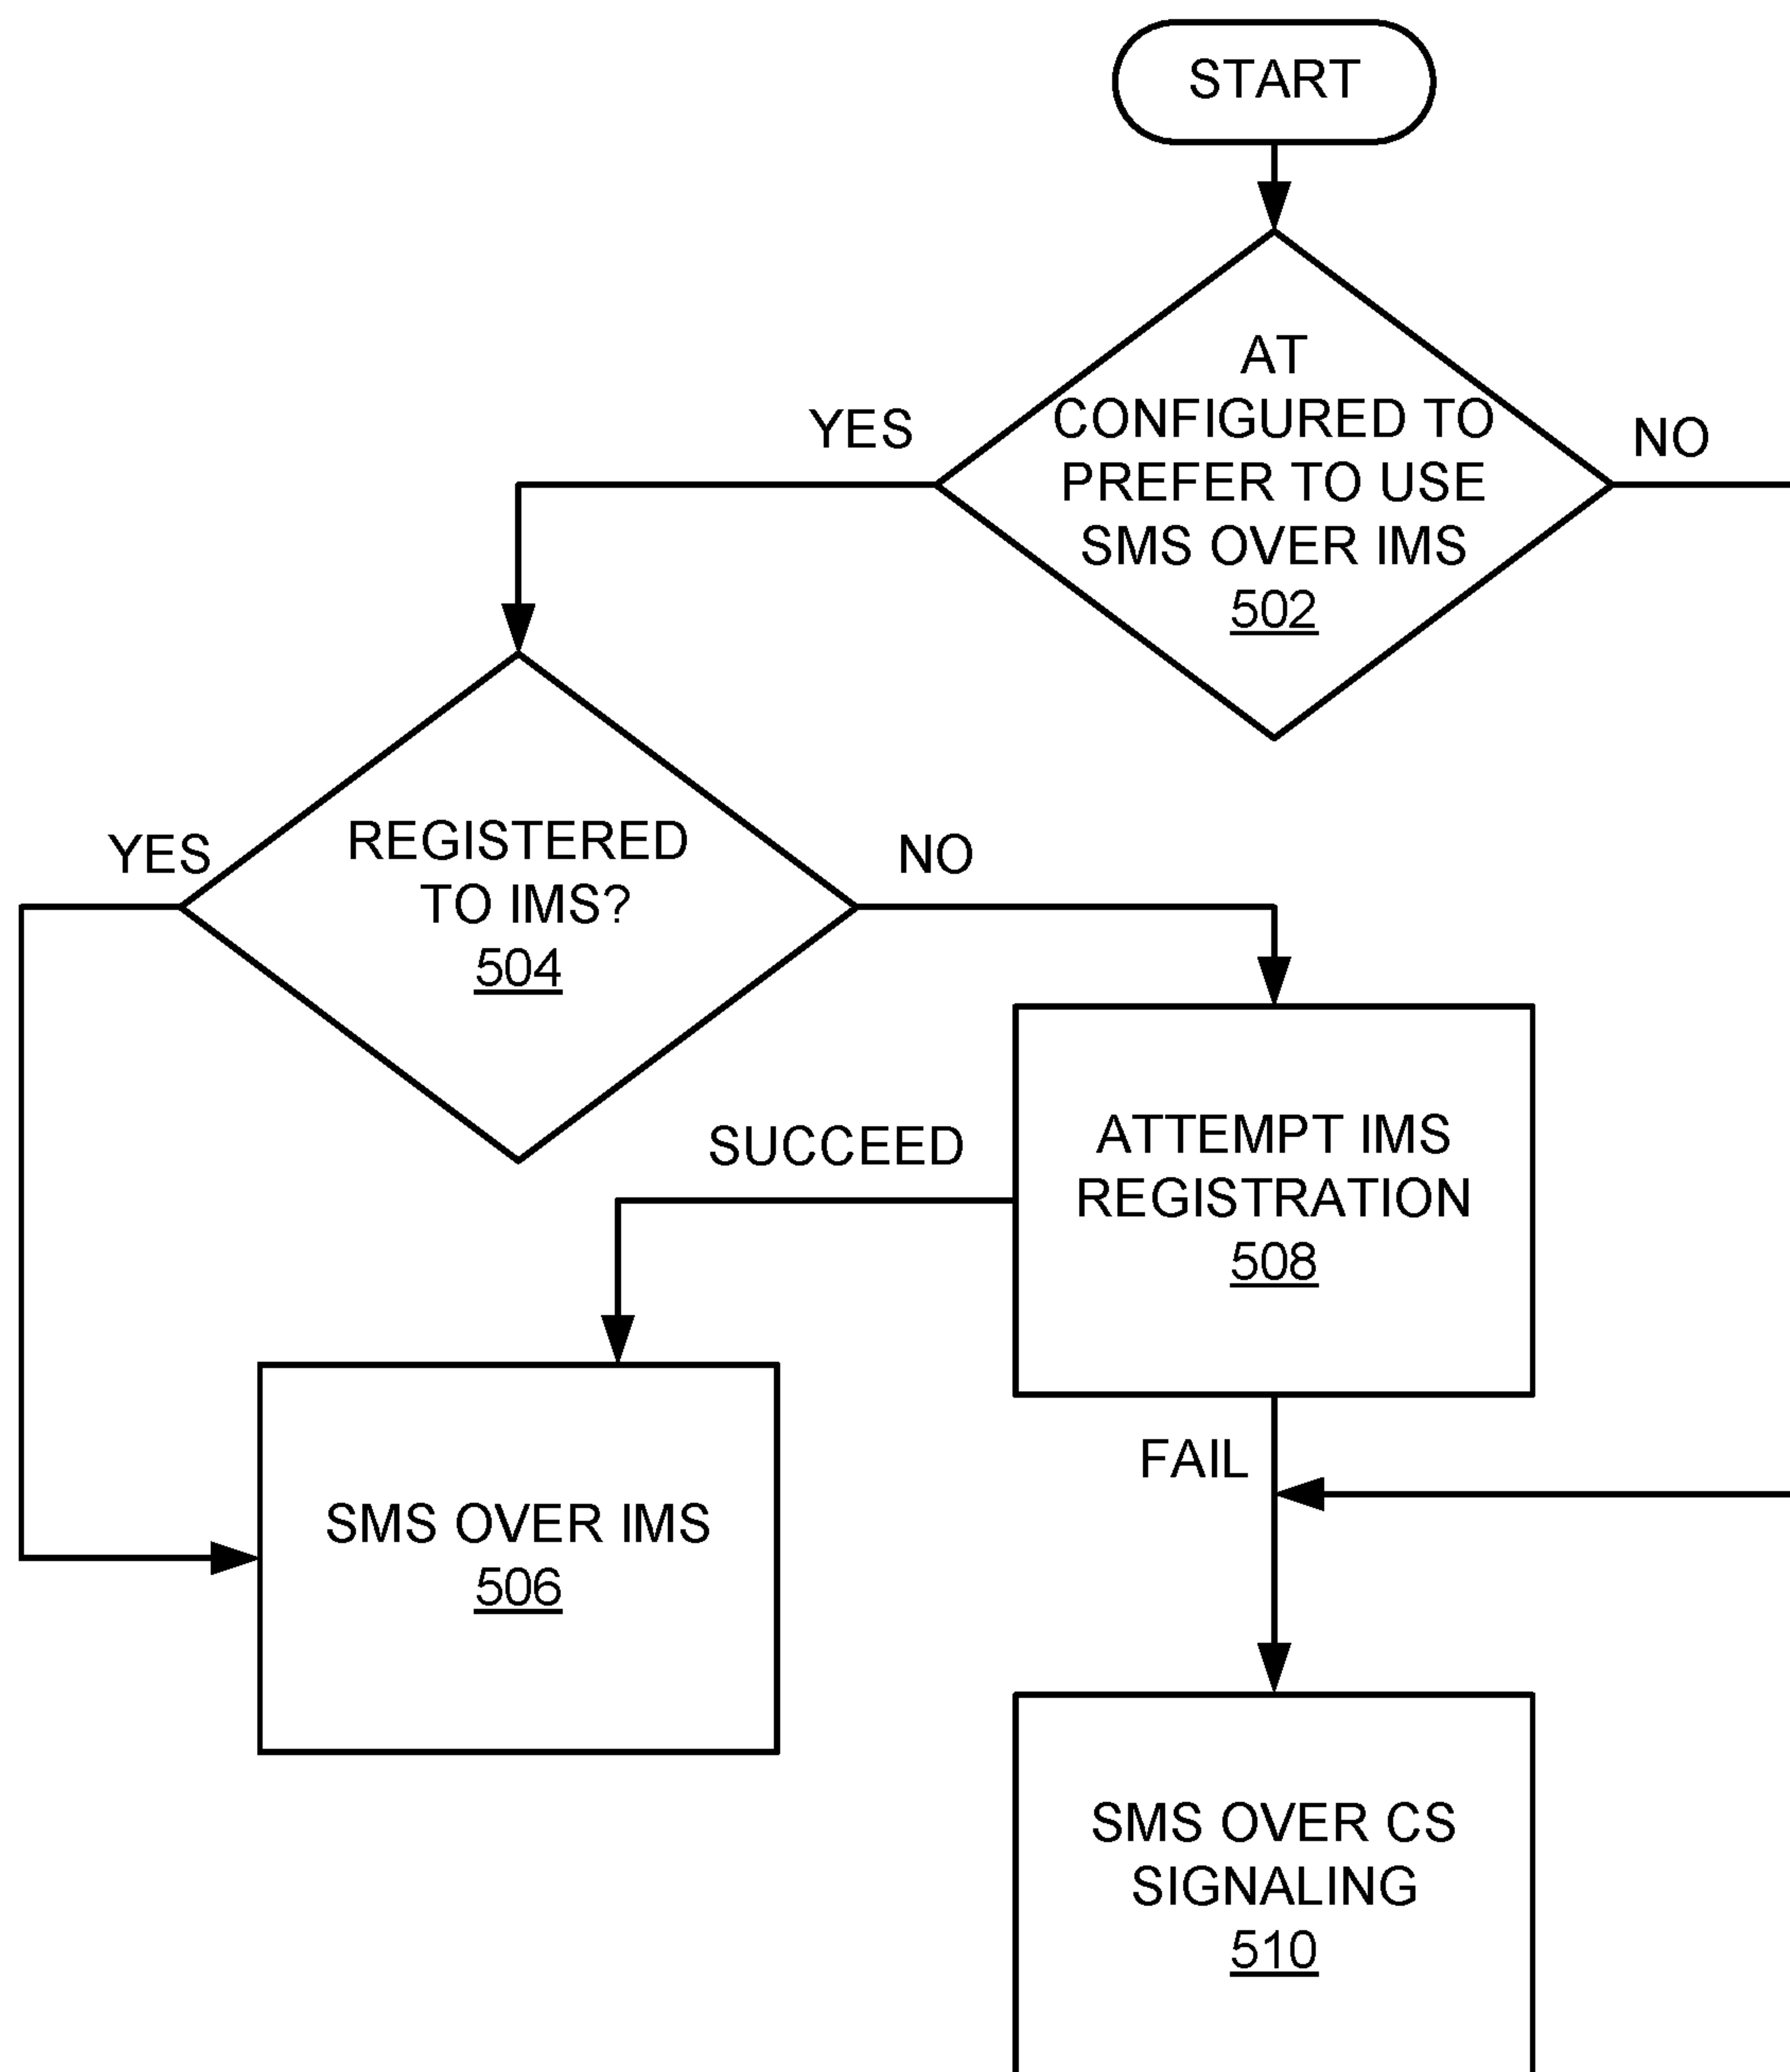 START
AT
CONFIGURED TO
PREFER TO USE
SMS OVER IMS
502
YES
NO
REGISTERED
TO IMS?
504
YES
NO
ATTEMPT IMS
REGISTRATION
508
SUCCEED
FAIL
SMS OVER IMS
506
SMS OVER CS
SIGNALING
510